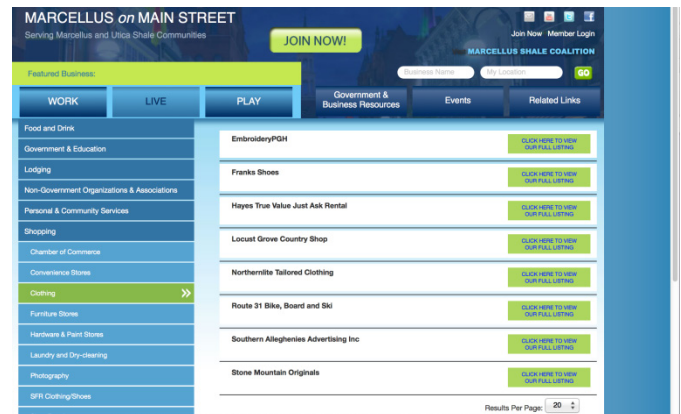 MARCELLUS on MAIN STREET
Serving Marcellus and Utica Shale Communities
JOIN NOW!
Join Now Member Login
MARCELLUS SHALE COALITION
Featured Business:
Business Name
My Location
GO
WORK
LIVE
PLAY
Government &
Business Resources
Events
Related Links
Food and Drink
Government & Education
Lodging
Non-Government Organizations & Associations
Personal & Community Services
Shopping
Chamber of Commerce
Convenience Stores
Clothing
Furniture Stores
Hardware & Paint Stores
Laundry and Dry-cleaning
Photography
SFR Clothing/Shoes
EmbroideryPGH
CLICK HERE TO VIEW
OUR FULL LISTING
Franks Shoes
CLICK HERE TO VIEW
OUR FULL LISTING
Hayes True Value Just Ask Rental
CLICK HERE TO VIEW
OUR FULL LISTING
Locust Grove Country Shop
CLICK HERE TO VIEW
OUR FULL LISTING
Northernlite Tailored Clothing
CLICK HERE TO VIEW
OUR FULL LISTING
Route 31 Bike, Board and Ski
CLICK HERE TO VIEW
OUR FULL LISTING
Southern Alleghenies Advertising Inc
CLICK HERE TO VIEW
OUR FULL LISTING
Stone Mountain Originals
CLICK HERE TO VIEW
OUR FULL LISTING
Results Per Page: 20